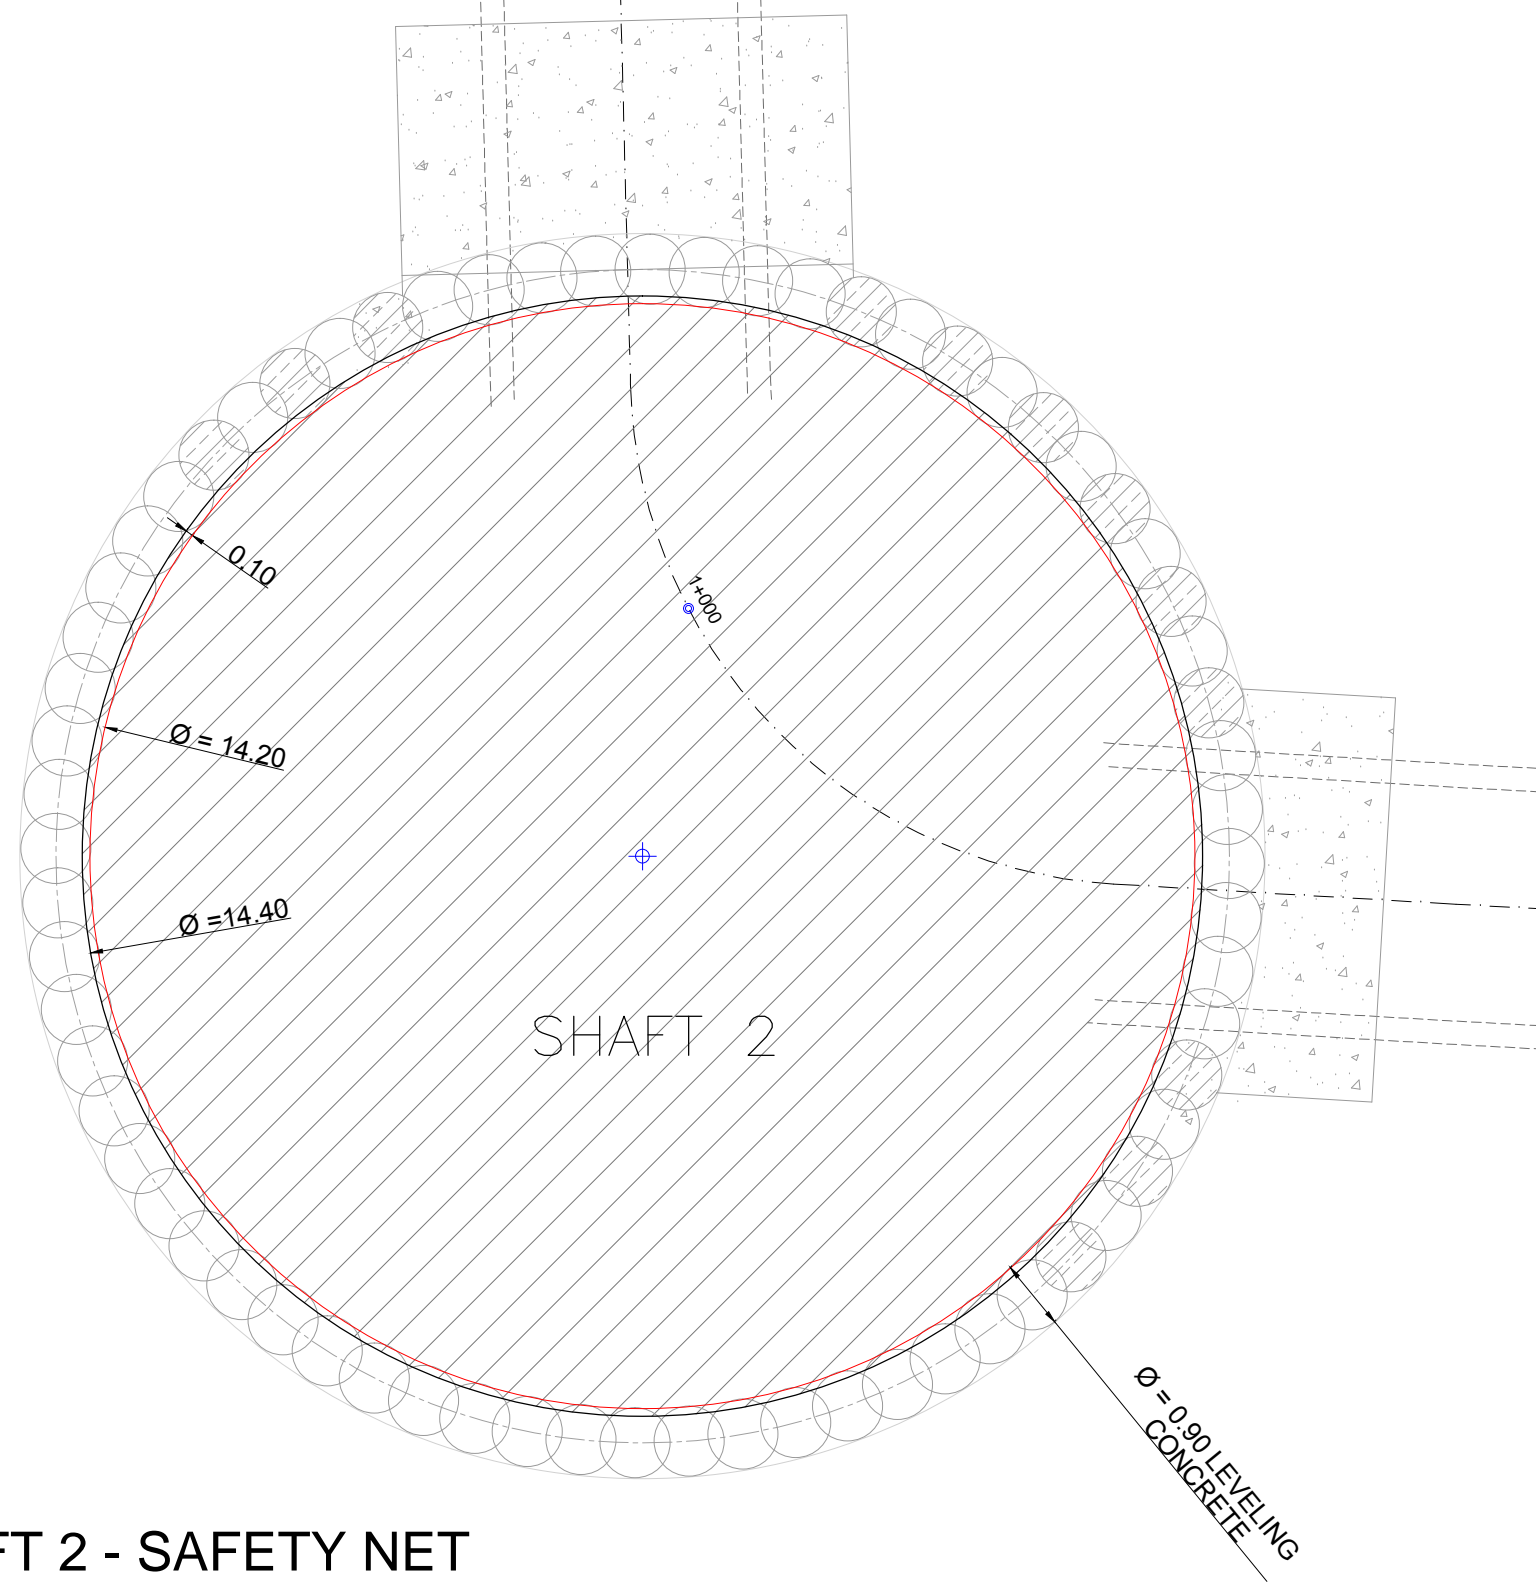 0.10
1+000
Ø = 14.20
Ø =14.40
SHAFT 2
Ø = 0.90 LEVELING
CONCRETE
FT 2 - SAFETY NET